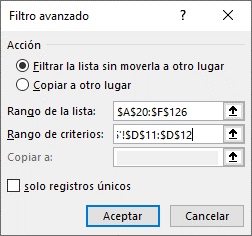 Filtro avanzado
Acción
Filtrar la lista sin moverla a otro lugar
Copiar a otro lugar
Rango de la lista: $A$20:$F$126
Rango de criterios: '!$D$11:$D$12
Copiar a:
Solo registros únicos
Aceptar Cancelar